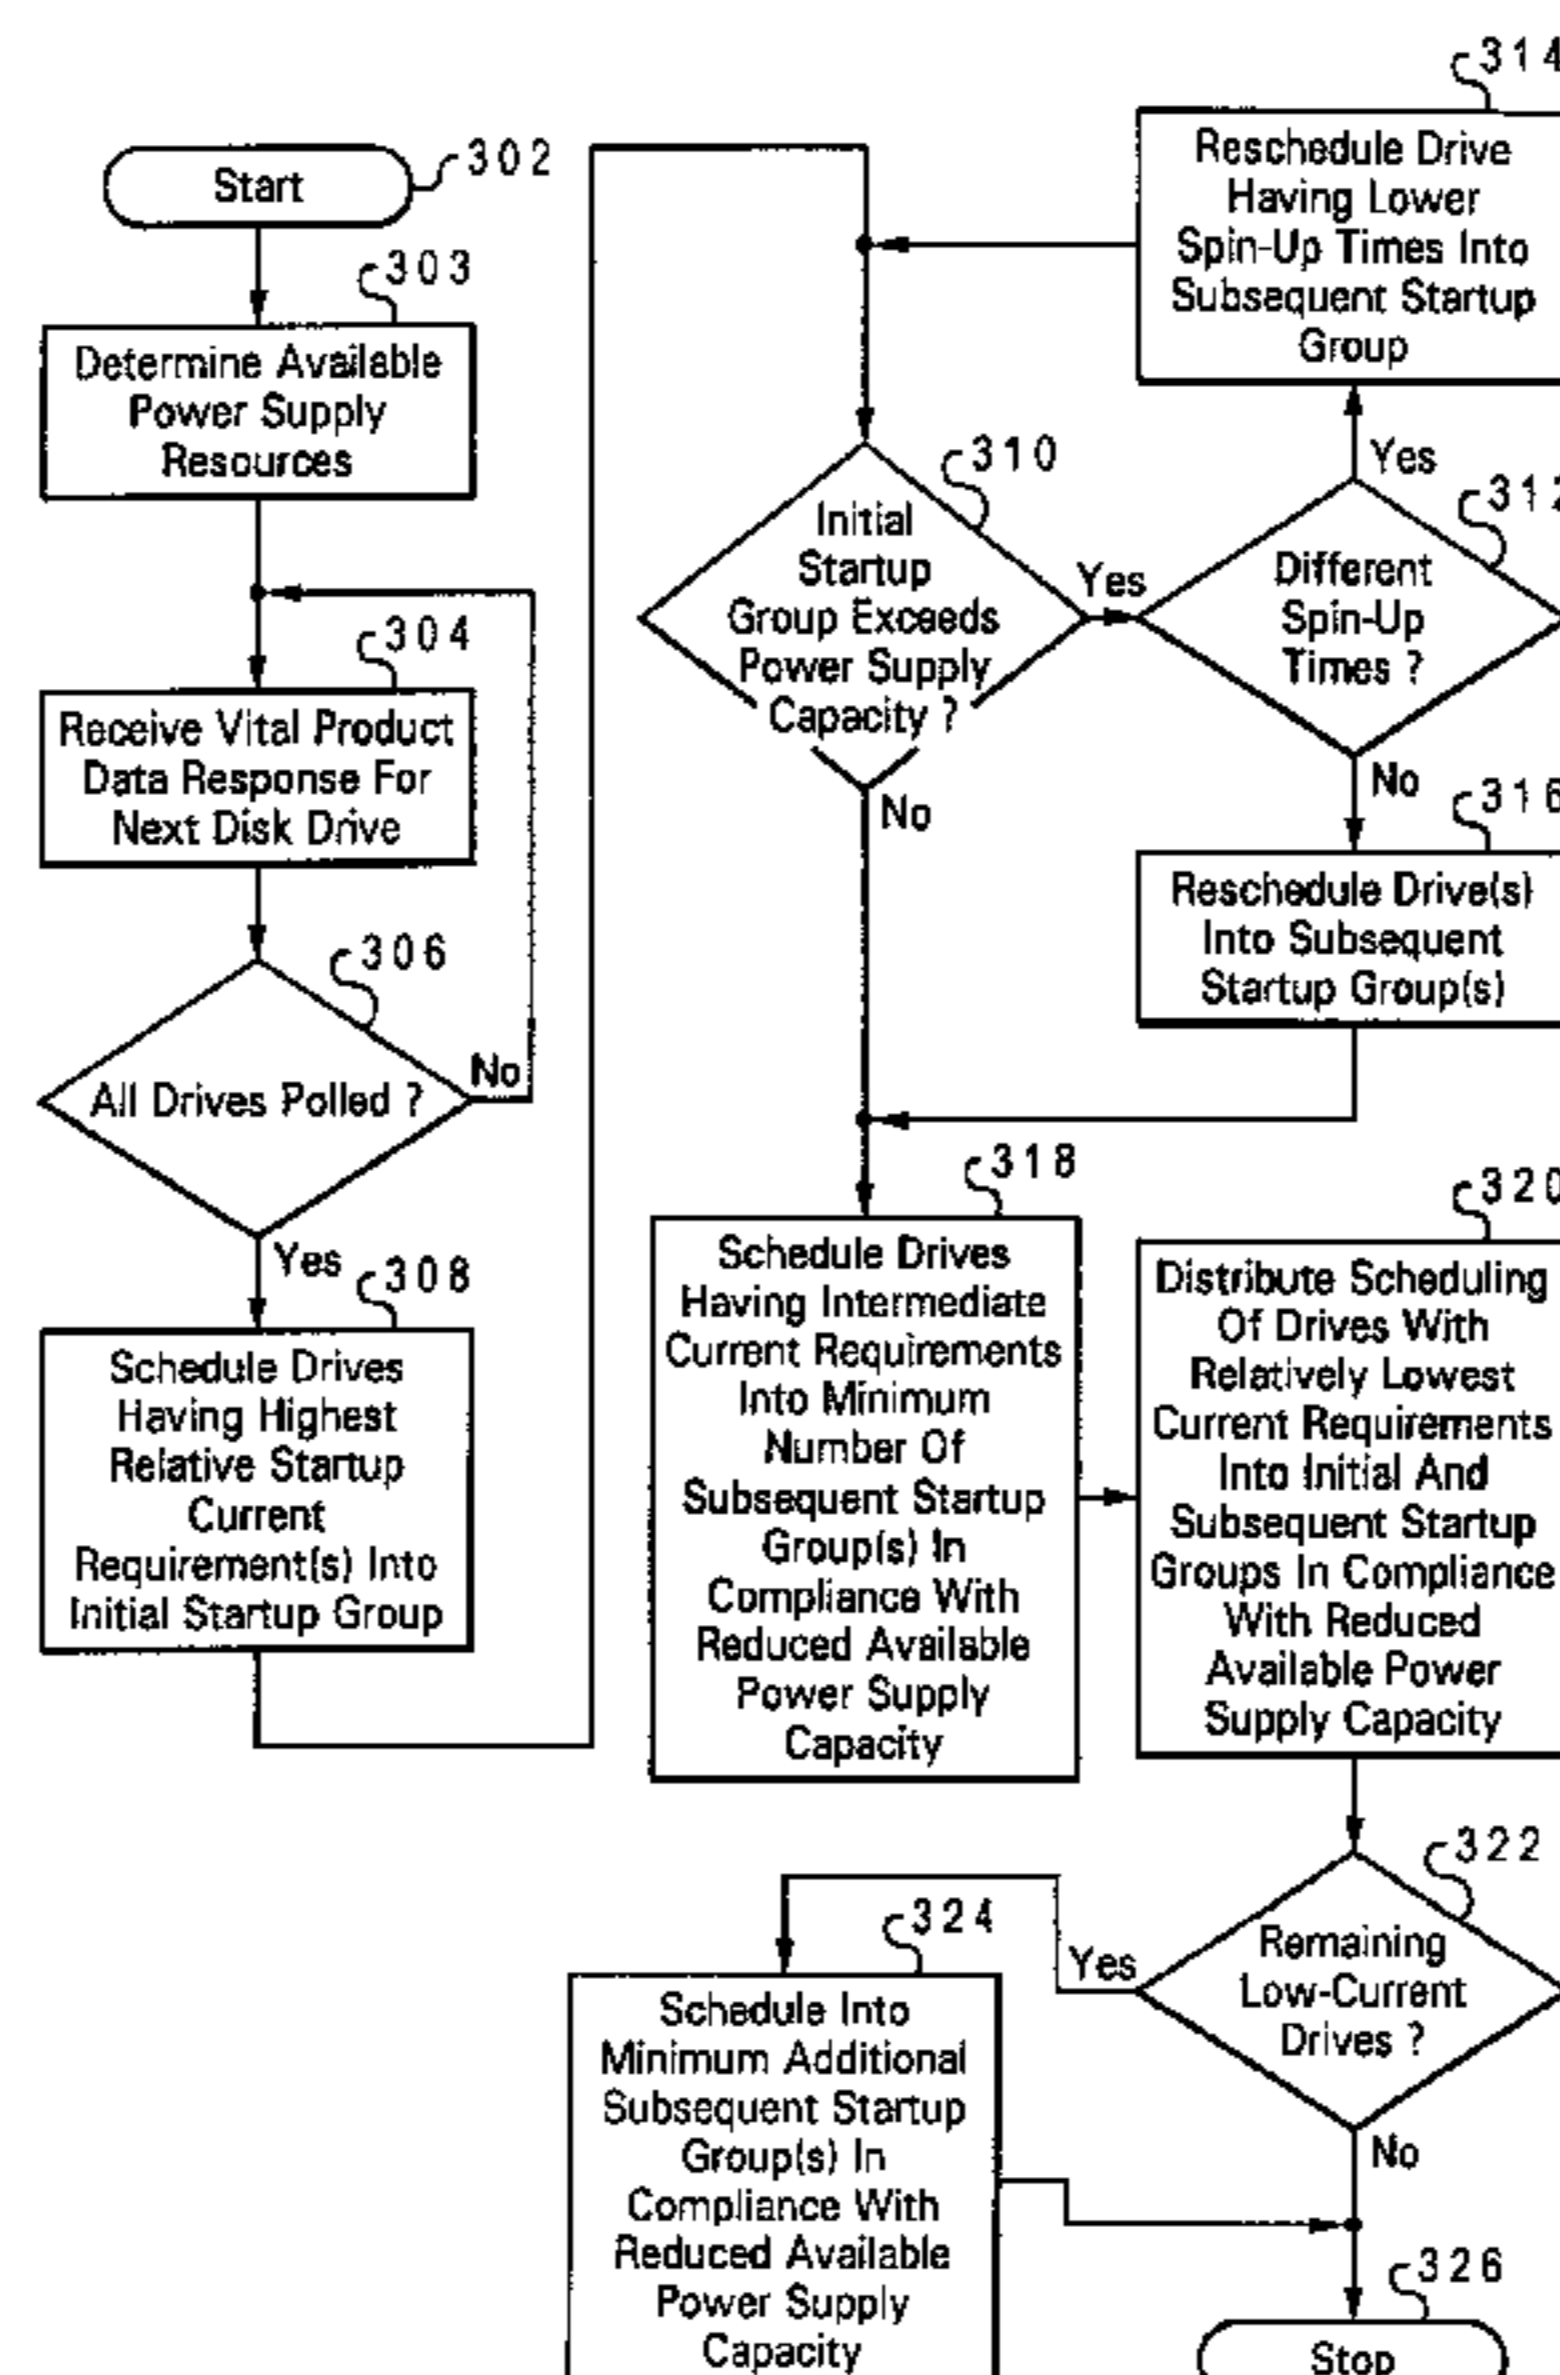 302
Start
303
Determine Available
Power Supply
Resources
304
Receive Vital Product
Data Response For
Next Disk Drive
306
All Drives Polled ?
No
Yes
308
Schedule Drives
Having Highest
Relative Startup
Current
Requirement(s) Into
Initial Startup Group
310
Initial
Startup
Group Exceeds
Power Supply
Capacity ?
Yes
No
312
Different
Spin-Up
Times ?
Yes
No
314
Reschedule Drive
Having Lower
Spin-Up Times Into
Subsequent Startup
Group
316
Reschedule Drive(s)
Into Subsequent
Startup Group(s)
318
Schedule Drives
Having Intermediate
Current Requirements
Into Minimum
Number Of
Subsequent Startup
Group(s) In
Compliance With
Reduced Available
Power Supply
Capacity
320
Distribute Scheduling
Of Drives With
Relatively Lowest
Current Requirements
Into Initial And
Subsequent Startup
Groups In Compliance
With Reduced
Available Power
Supply Capacity
322
Remaining
Low-Current
Drives ?
Yes
No
324
Schedule Into
Minimum Additional
Subsequent Startup
Group(s) In
Compliance With
Reduced Available
Power Supply
Capacity
326
Stop